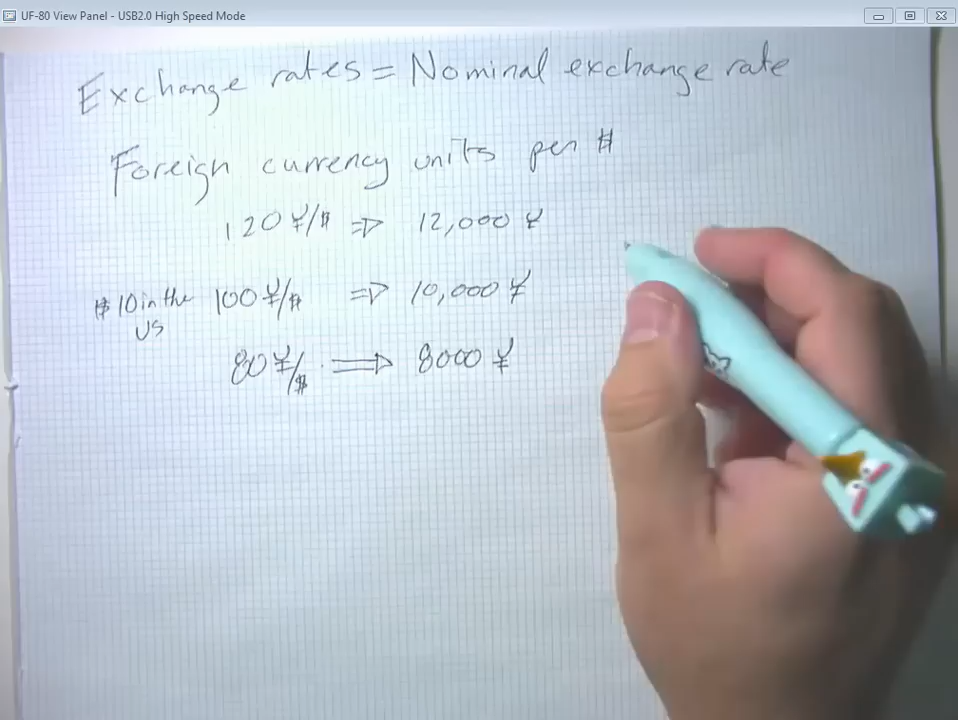 UF-80 View Panel - USB2.0 High Speed Mode
Exchange rates = Nominal exchange rate
Foreign currency units per $
120 ¥/$ ⇒ 12,000 ¥
$10 in the 100 ¥/$ ⇒ 10,000 ¥
US
80 ¥/$ ⇒ 8000 ¥